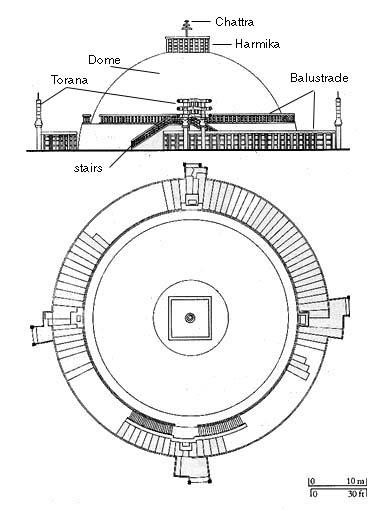 Chattra
Harmika
Dome
Torana
Balustrade
stairs
0 10 m
0 30 ft